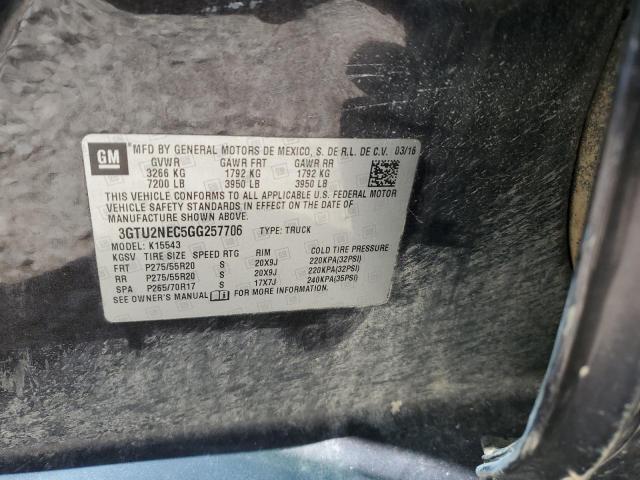 GM MFD BY GENERAL MOTORS DE MEXICO, S. DE R.L. DE C.V. 03/16
GVWR GAWR FRT GAWR RR
3266 KG 1792 KG 1792 KG
7200 LB 3950 LB 3950 LB
THIS VEHICLE CONFORMS TO ALL APPLICABLE U.S. FEDERAL MOTOR
VEHICLE SAFETY STANDARDS IN EFFECT ON THE DATE OF
MANUFACTURE SHOWN ABOVE.
3GTU2NEC5GG257706 TYPE: TRUCK
MODEL: K15543
KGSV TIRE SIZE SPEED RTG RIM COLD TIRE PRESSURE
FRT P275/55R20 S 20X9J 220KPA(32PSI)
RR P275/55R20 S 20X9J 220KPA(32PSI)
SPA P265/70R17 S 17X7J 240KPA(35PSI)
SEE OWNER'S MANUAL FOR MORE INFORMATION.